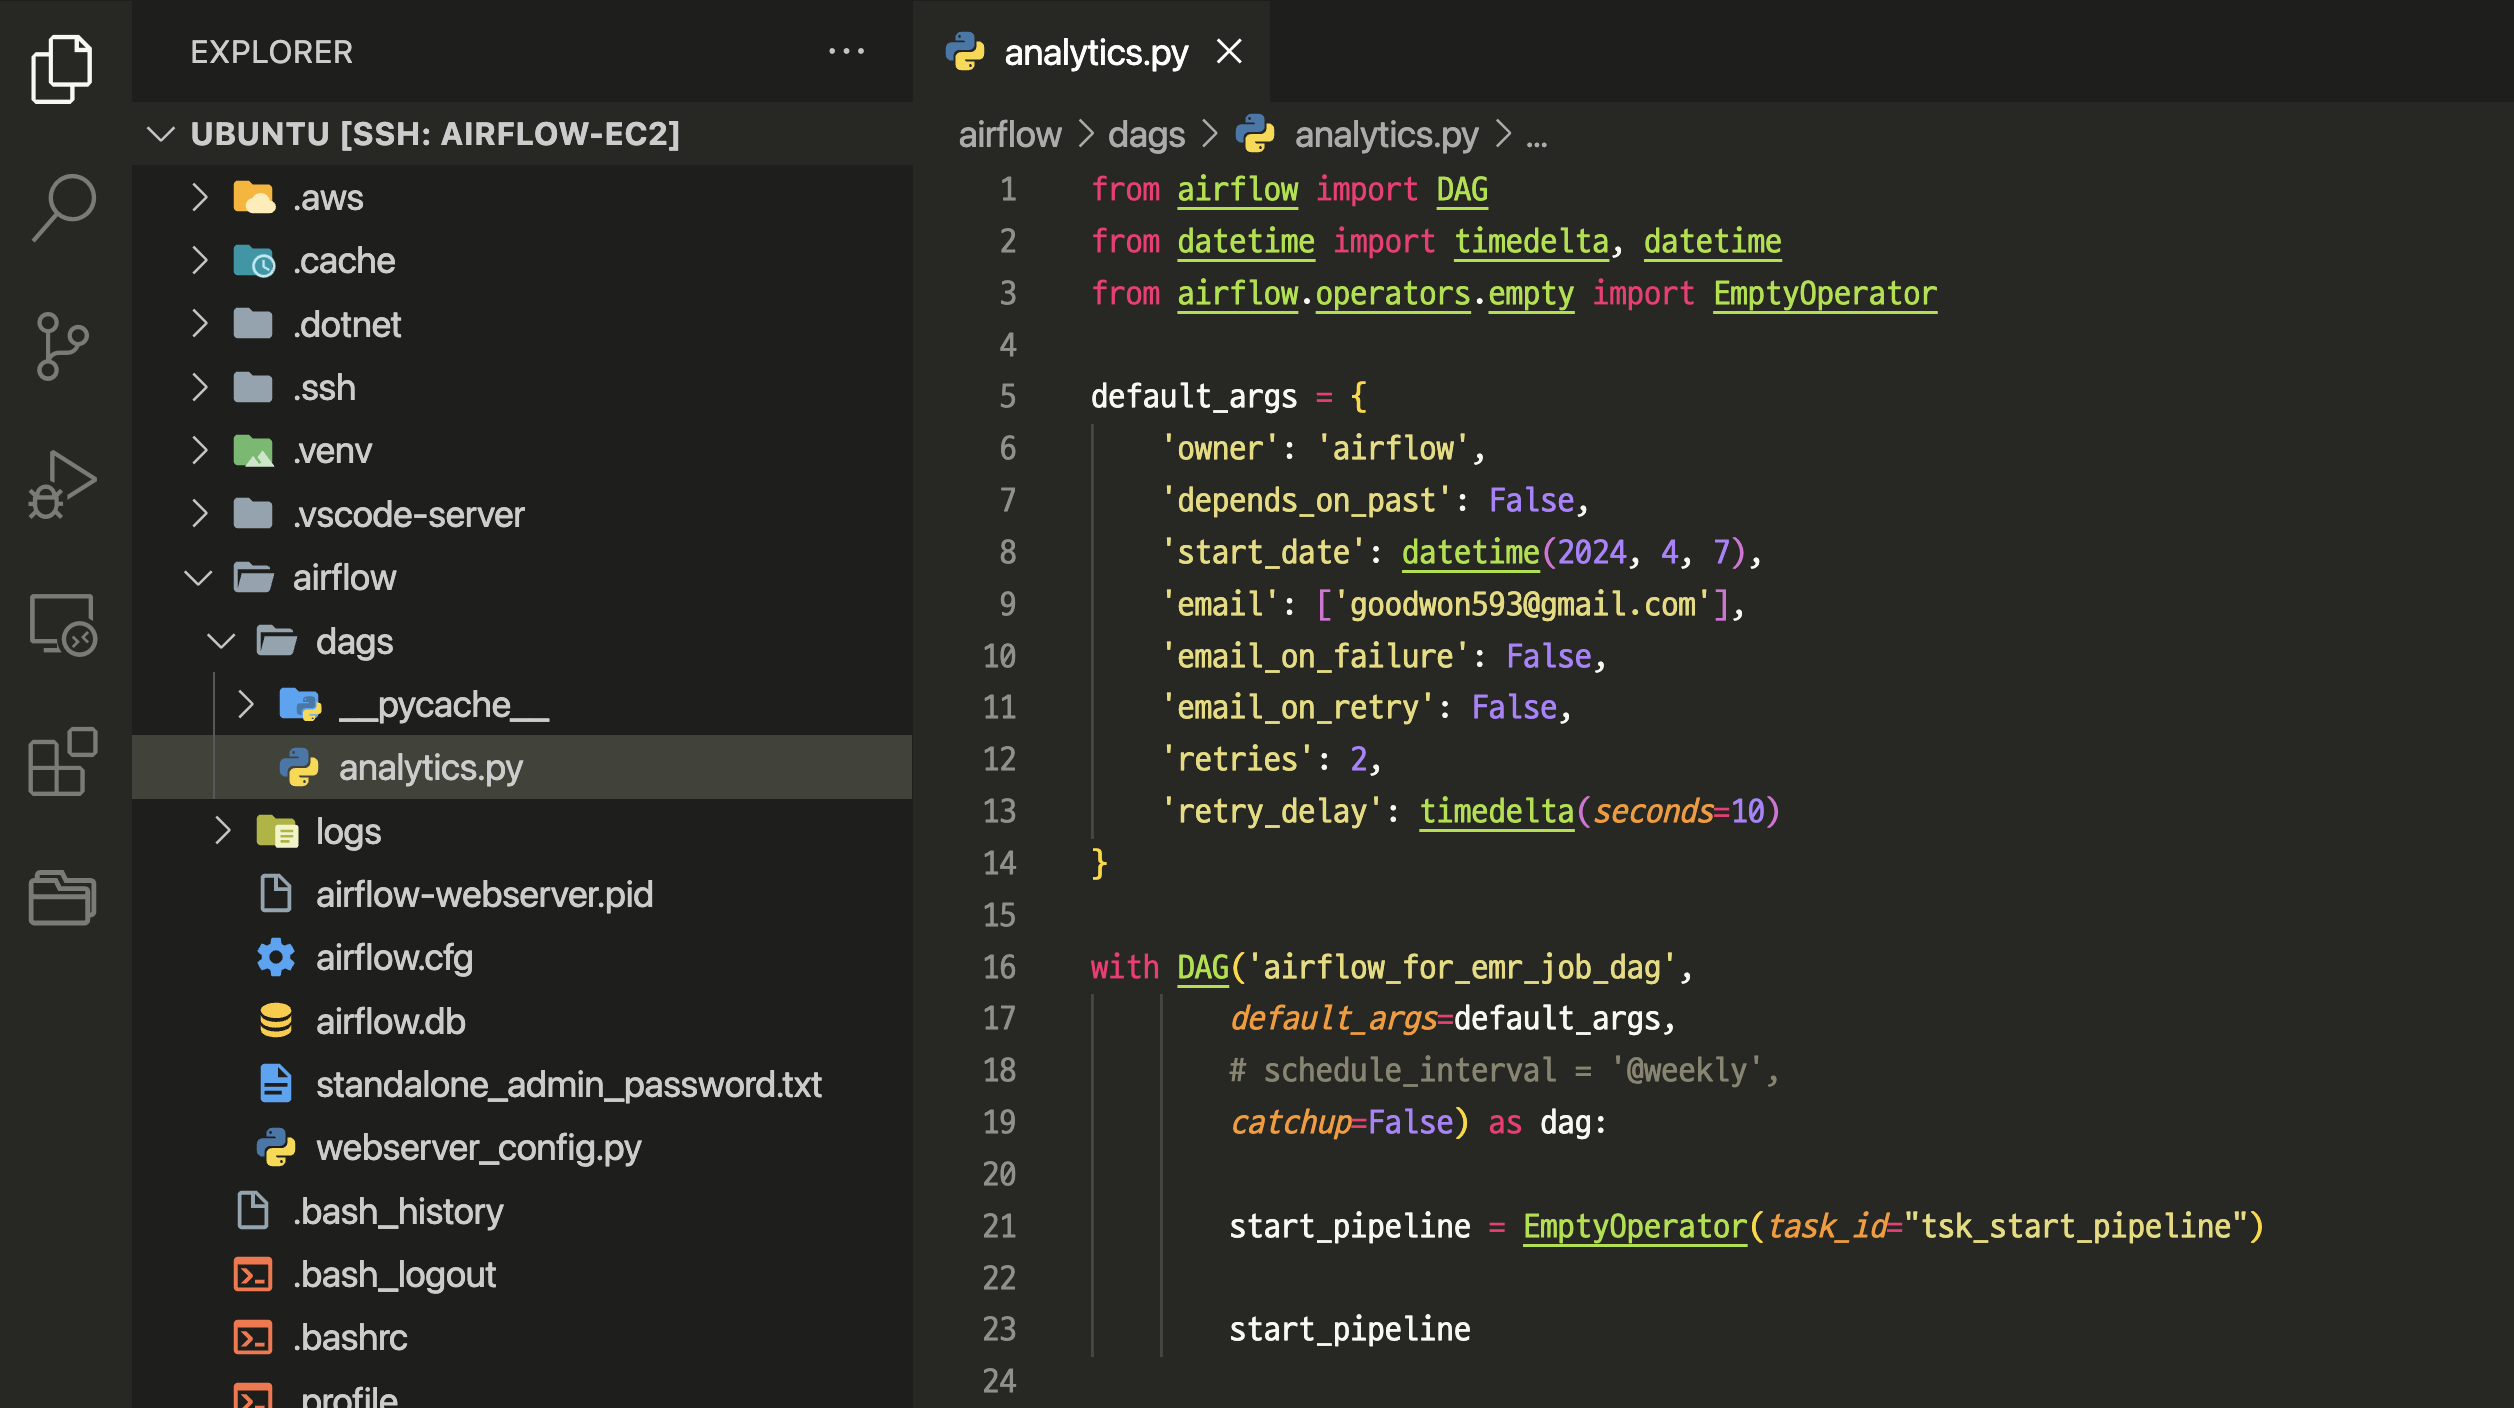 EXPLORER
UBUNTU [SSH: AIRFLOW-EC2]
.aws
.cache
.dotnet
.ssh
.venv
.vscode-server
airflow
dags
__pycache__
analytics.py
logs
airflow-webserver.pid
airflow.cfg
airflow.db
standalone_admin_password.txt
webserver_config.py
.bash_history
.bash_logout
.bashrc
.profile
analytics.py
airflow > dags > analytics.py > ...
1 from airflow import DAG
2 from datetime import timedelta, datetime
3 from airflow.operators.empty import EmptyOperator
4
5 default_args = {
6     'owner': 'airflow',
7     'depends_on_past': False,
8     'start_date': datetime(2024, 4, 7),
9     'email': ['goodwon593@gmail.com'],
10     'email_on_failure': False,
11     'email_on_retry': False,
12     'retries': 2,
13     'retry_delay': timedelta(seconds=10)
14 }
15
16 with DAG('airflow_for_emr_job_dag',
17         default_args=default_args,
18         # schedule_interval = '@weekly',
19         catchup=False) as dag:
20
21         start_pipeline = EmptyOperator(task_id="tsk_start_pipeline")
22
23         start_pipeline
24